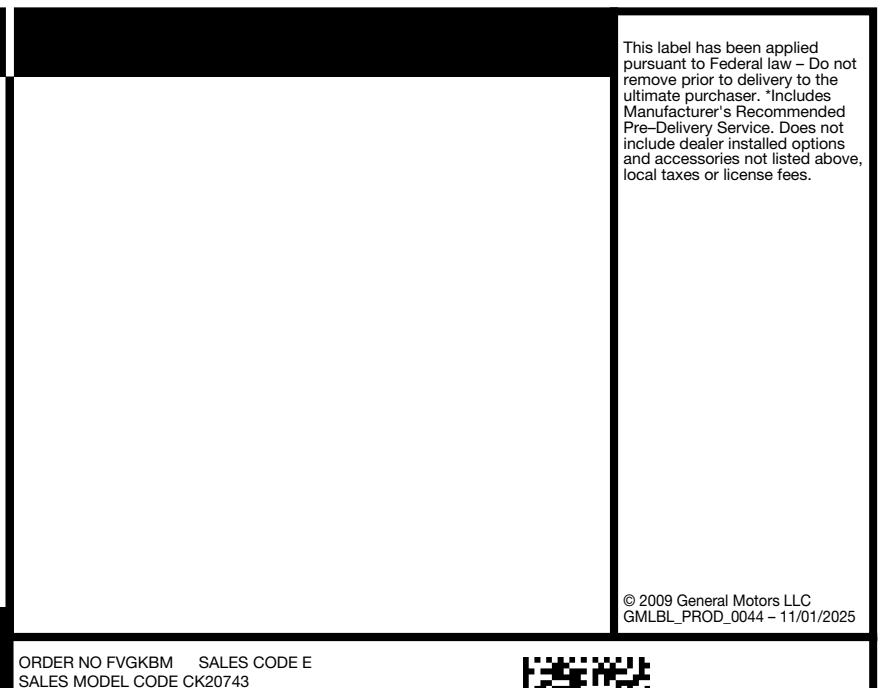 This label has been applied
pursuant to Federal law – Do not
remove prior to delivery to the
ultimate purchaser. *Includes
Manufacturer's Recommended
Pre–Delivery Service. Does not
include dealer installed options
and accessories not listed above,
local taxes or license fees.
© 2009 General Motors LLC
GMLBL_PROD_0044 – 11/01/2025
ORDER NO FVGKBM SALES CODE E
SALES MODEL CODE CK20743